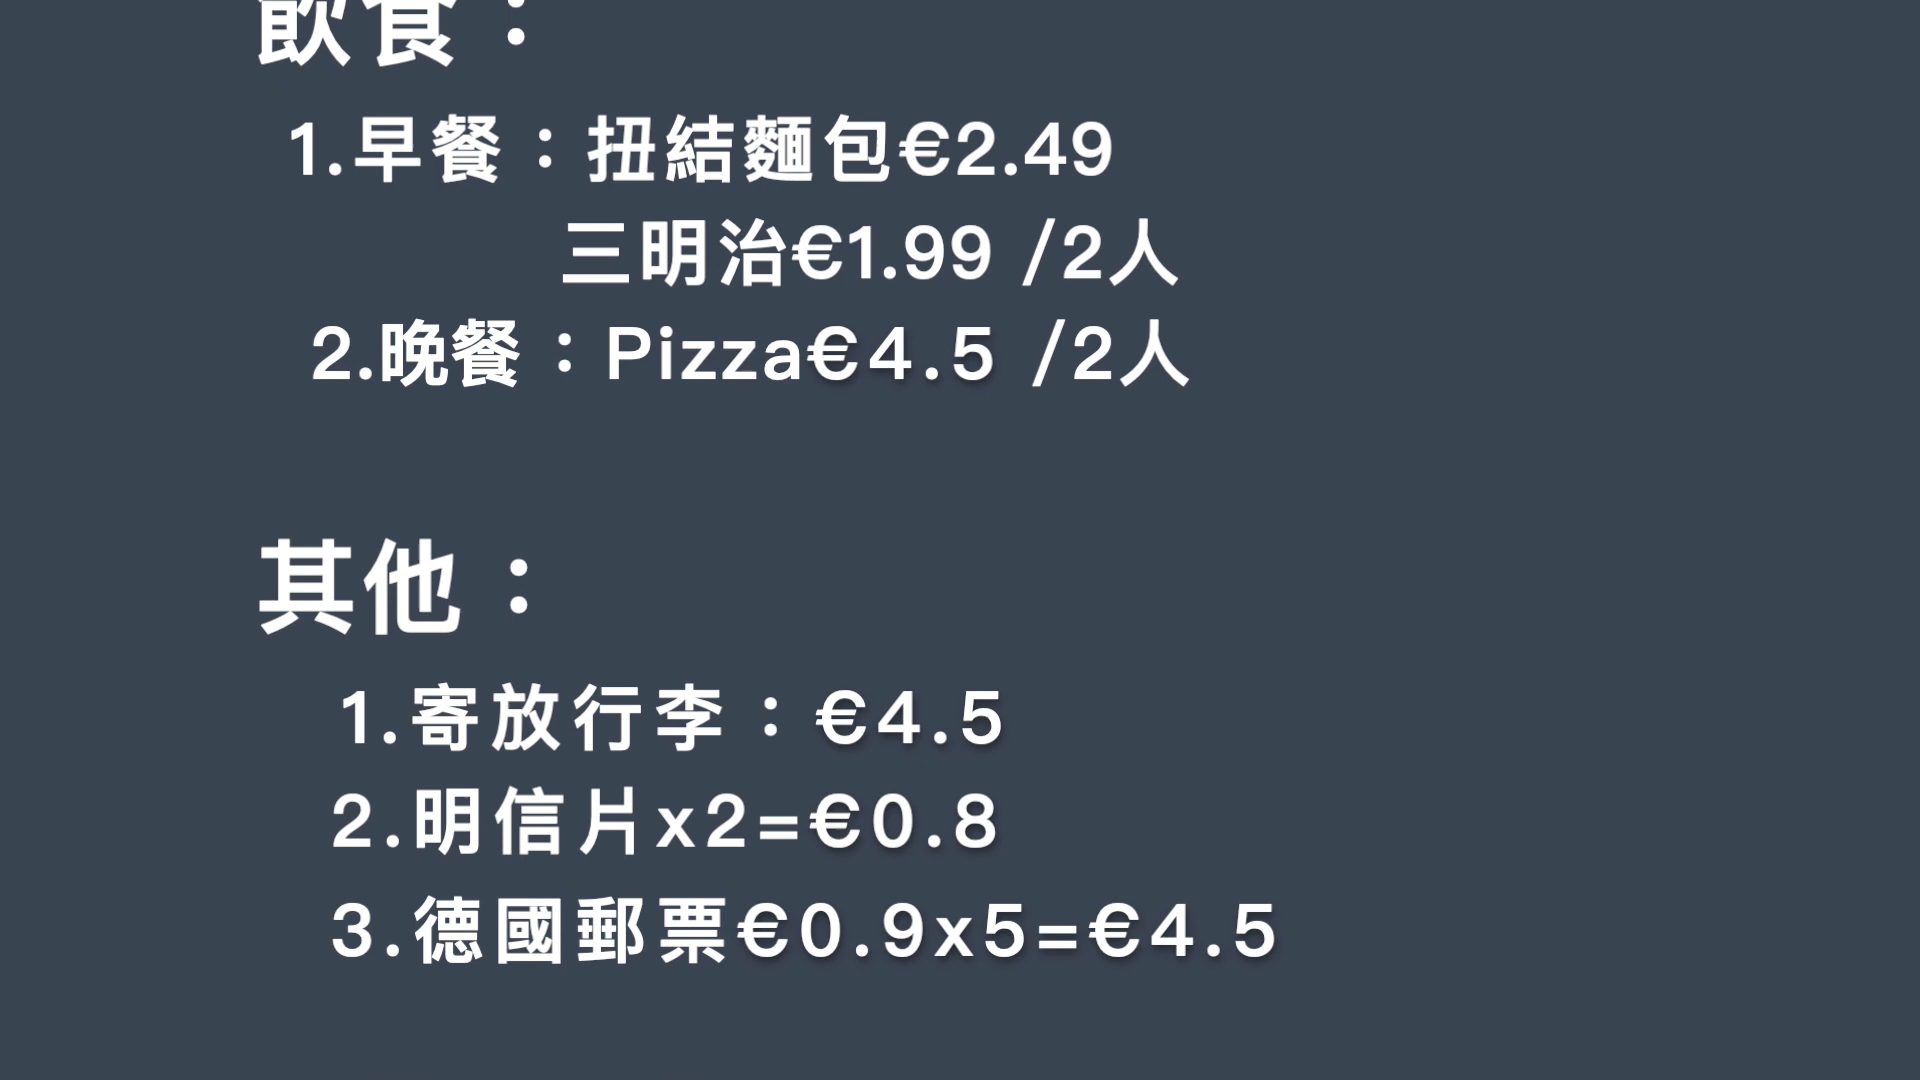 飲食：
1.早餐：扭結麵包€2.49
三明治€1.99 /2人
2.晚餐：Pizza€4.5 /2人
其他：
1.寄放行李：€4.5
2.明信片x2=€0.8
3.德國郵票€0.9x5=€4.5